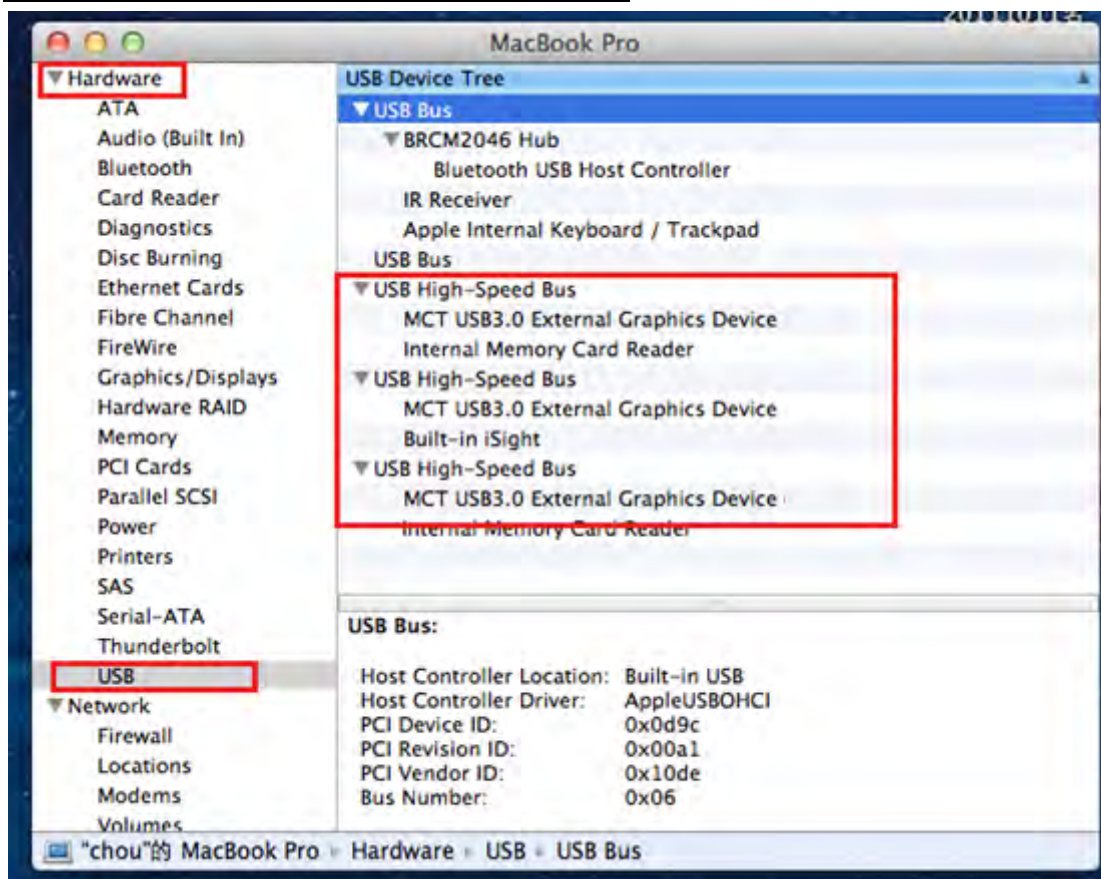 MacBook Pro
Hardware
ATA
Audio (Built In)
Bluetooth
Card Reader
Diagnostics
Disc Burning
Ethernet Cards
Fibre Channel
FireWire
Graphics/Displays
Hardware RAID
Memory
PCI Cards
Parallel SCSI
Power
Printers
SAS
Serial-ATA
Thunderbolt
USB
Network
Firewall
Locations
Modems
Volumes
USB Device Tree
USB Bus
BRCM2046 Hub
Bluetooth USB Host Controller
IR Receiver
Apple Internal Keyboard / Trackpad
USB Bus
USB High-Speed Bus
MCT USB3.0 External Graphics Device
Internal Memory Card Reader
USB High-Speed Bus
MCT USB3.0 External Graphics Device
Built-in iSight
USB High-Speed Bus
MCT USB3.0 External Graphics Device
Internal Memory Card Reader
USB Bus:
Host Controller Location: Built-in USB
Host Controller Driver: AppleUSBOHCI
PCI Device ID: 0x0d9c
PCI Revision ID: 0x00a1
PCI Vendor ID: 0x10de
Bus Number: 0x06
"chou"的 MacBook Pro ▸ Hardware ▸ USB ▸ USB Bus